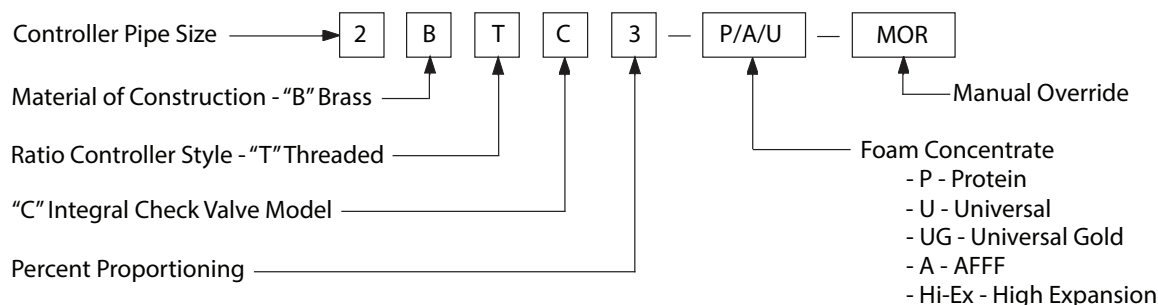 Controller Pipe Size 2 B T C 3 – P/A/U – MOR
Material of Construction - “B” Brass
Manual Override
Ratio Controller Style - “T” Threaded
Foam Concentrate
- P - Protein
“C” Integral Check Valve Model
- U - Universal
- UG - Universal Gold
Percent Proportioning
- A - AFFF
- Hi-Ex - High Expansion